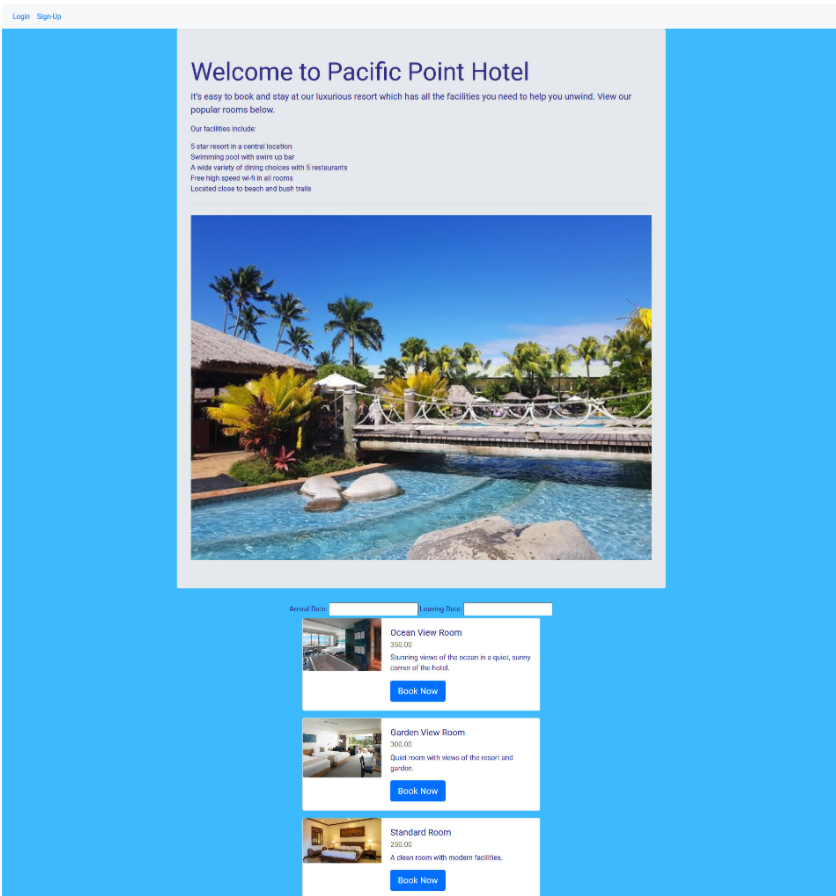 Login Sign-Up
Welcome to Pacific Point Hotel
It's easy to book and stay at our luxurious resort which has all the facilities you need to help you unwind. View our
popular rooms below.
Our facilities include:
5 star resort in a central location
Swimming pool with swim up bar
A wide variety of dining choices with 5 restaurants
Free high speed wi-fi in all rooms
Located close to beach and bush trails
Arrival Date: Leaving Date:
Ocean View Room
350.00
Stunning views of the ocean in a quiet, sunny
corner of the hotel.
Book Now
Garden View Room
300.00
Quiet room with views of the resort and
garden.
Book Now
Standard Room
250.00
A clean room with modern facilities.
Book Now